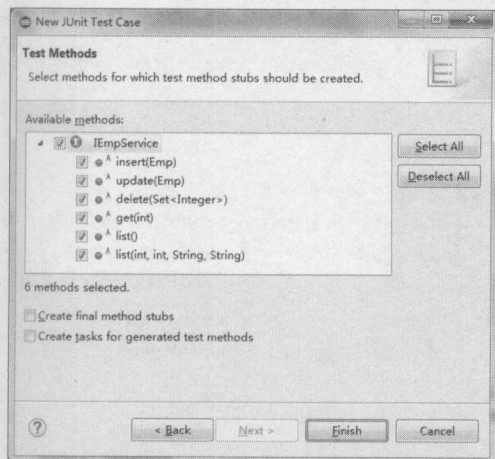 New JUnit Test Case
Test Methods
Select methods for which test method stubs should be created.
Available methods:
IEmpService
insert(Emp)
update(Emp)
delete(Set<Integer>)
get(int)
list()
list(int, int, String, String)
Select All
Deselect All
6 methods selected.
Create final method stubs
Create tasks for generated test methods
< Back
Next >
Finish
Cancel